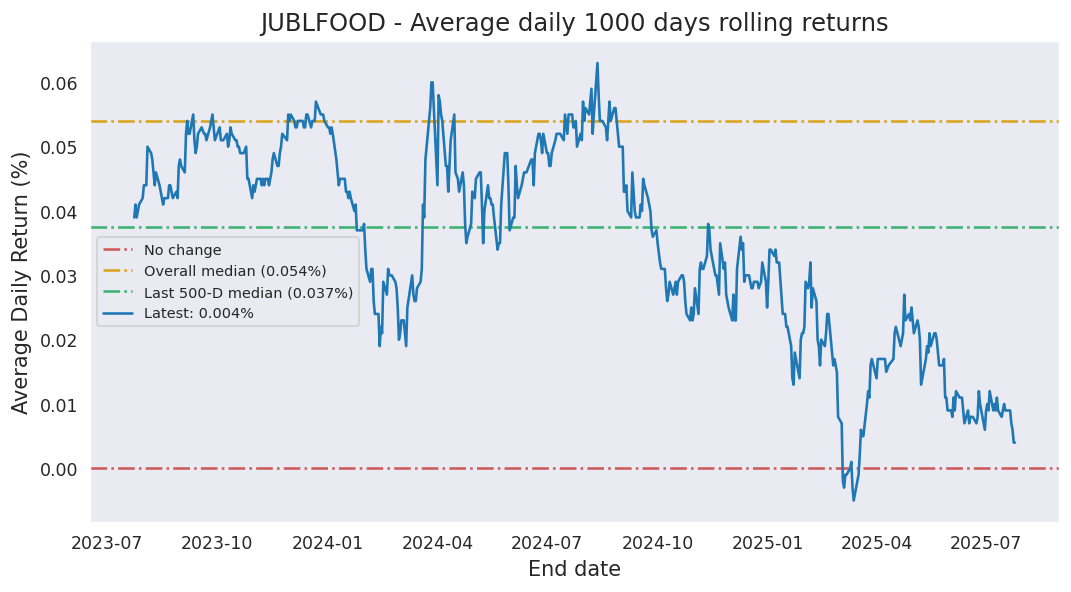 JUBLFOOD - Average daily 1000 days rolling returns
Average Daily Return (%)
0.06
0.05
0.04
0.03
0.02
0.01
0.00
No change
Overall median (0.054%)
Last 500-D median (0.037%)
Latest: 0.004%
2023-07 2023-10 2024-01 2024-04 2024-07 2024-10 2025-01 2025-04 2025-07
End date